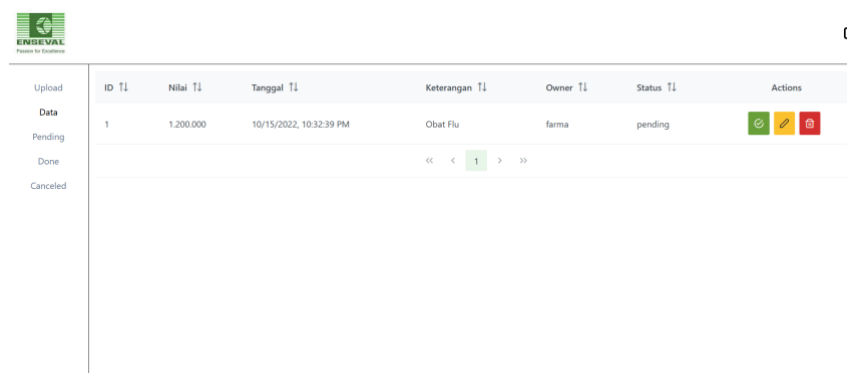 ENSEVAL
Passion for Excellence
Upload
Data
Pending
Done
Canceled
ID Nilai Tanggal Keterangan Owner Status Actions
1 1.200.000 10/15/2022, 10:32:39 PM Obat Flu farma pending
<< < 1 > >>